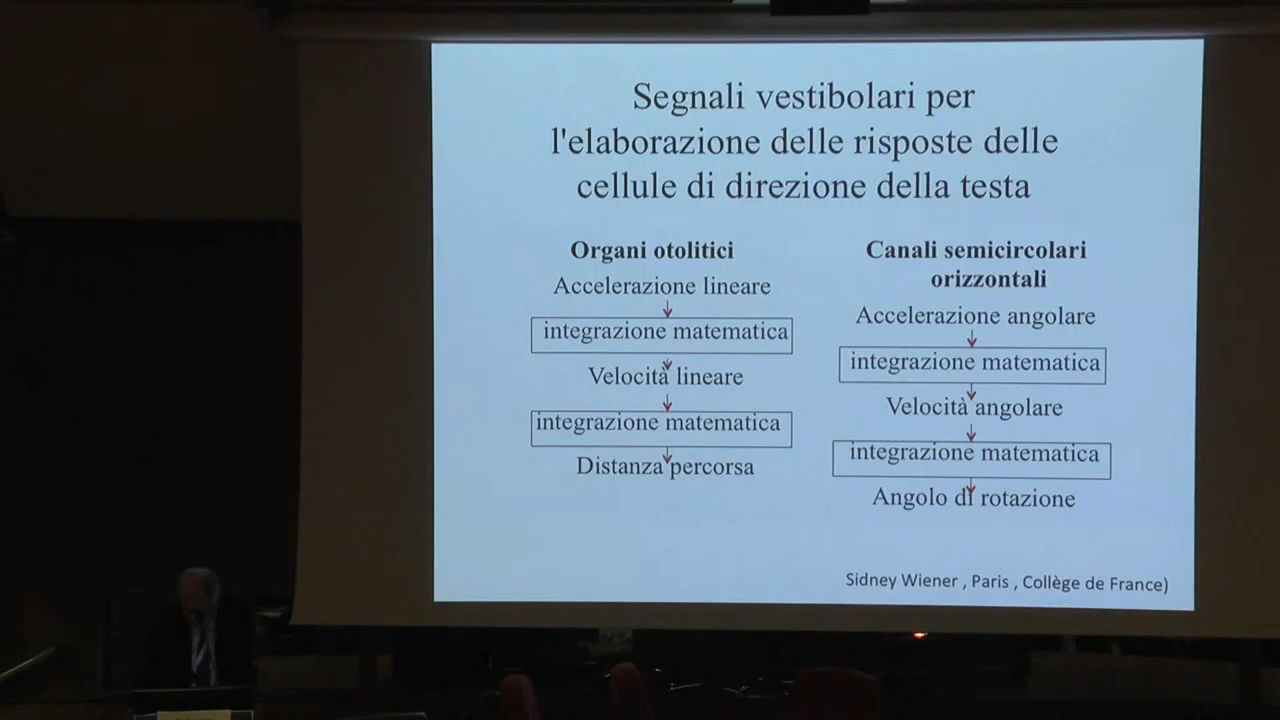 Segnali vestibolari per
l'elaborazione delle risposte delle
cellule di direzione della testa
Organi otolitici
Accelerazione lineare
integrazione matematica
Velocità lineare
integrazione matematica
Distanza percorsa
Canali semicircolari
orizzontali
Accelerazione angolare
integrazione matematica
Velocità angolare
integrazione matematica
Angolo di rotazione
Sidney Wiener , Paris , Collège de France)